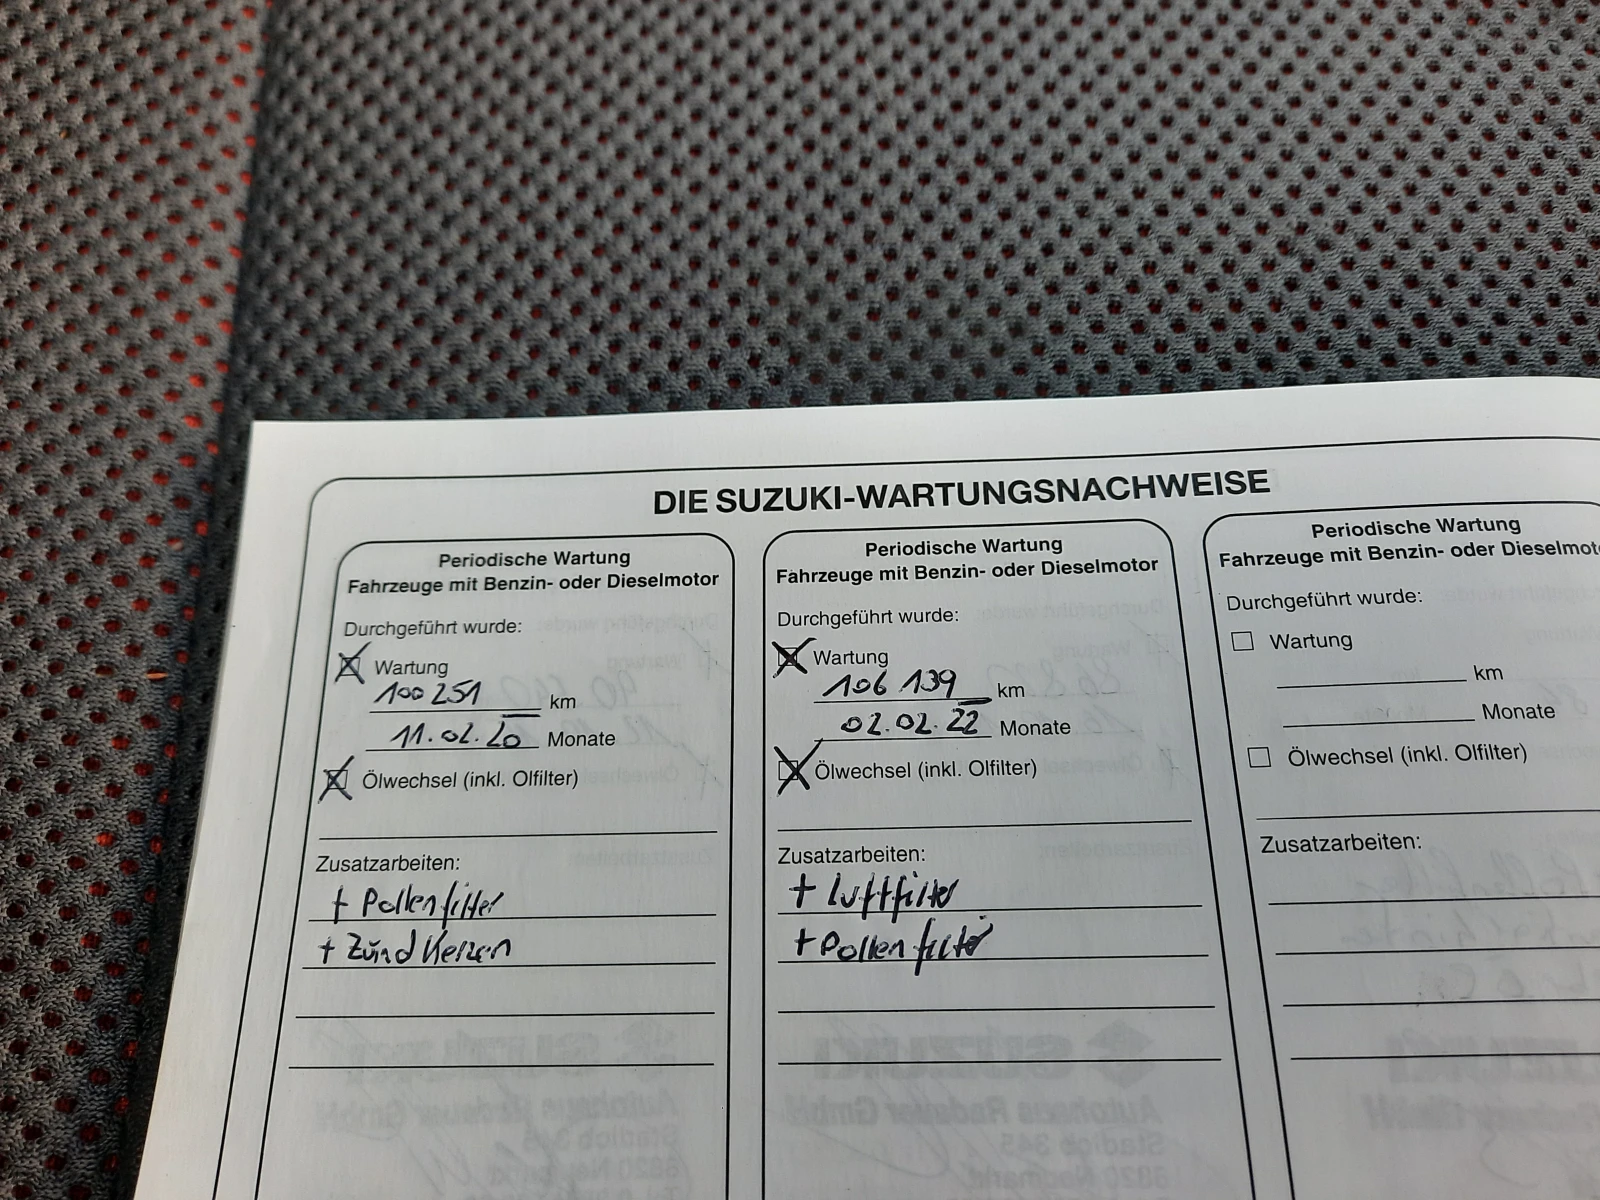 DIE SUZUKI-WARTUNGSNACHWEISE
Periodische Wartung
Fahrzeuge mit Benzin- oder Dieselmotor
Durchgeführt wurde:
Wartung
100 251 km
11.02.20 Monate
Ölwechsel (inkl. Olfilter)
Zusatzarbeiten:
+ Pollenfilter
+ Zündkerzen
Periodische Wartung
Fahrzeuge mit Benzin- oder Dieselmotor
Durchgeführt wurde:
Wartung
106 139 km
02.02.22 Monate
Ölwechsel (inkl. Olfilter)
Zusatzarbeiten:
+ Luftfilter
+ Pollenfilter
Periodische Wartung
Fahrzeuge mit Benzin- oder Dieselmot
Durchgeführt wurde:
Wartung
km
Monate
Ölwechsel (inkl. Olfilter)
Zusatzarbeiten: